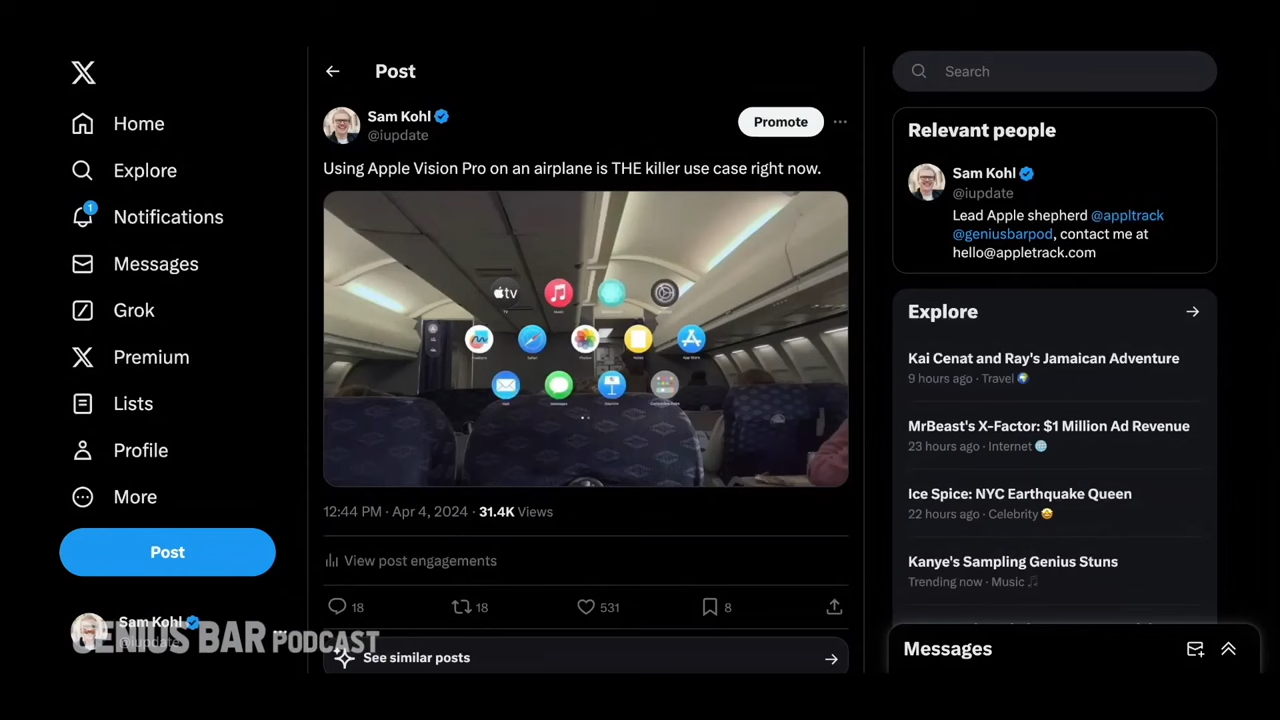 Home
Explore
1
Notifications
Messages
Grok
Premium
Lists
Profile
More
Post
Sam Kohl
@iupdate
GENIUS BAR PODCAST
Post
Sam Kohl
@iupdate
Promote
Using Apple Vision Pro on an airplane is THE killer use case right now.
tv
12:44 PM · Apr 4, 2024 · 31.4K Views
View post engagements
18
18
531
8
See similar posts
Search
Relevant people
Sam Kohl
@iupdate
Lead Apple shepherd @appltrack
@geniusbarpod, contact me at
hello@appletrack.com
Explore
Kai Cenat and Ray's Jamaican Adventure
9 hours ago · Travel
MrBeast's X-Factor: $1 Million Ad Revenue
23 hours ago · Internet
Ice Spice: NYC Earthquake Queen
22 hours ago · Celebrity
Kanye's Sampling Genius Stuns
Trending now · Music
Messages